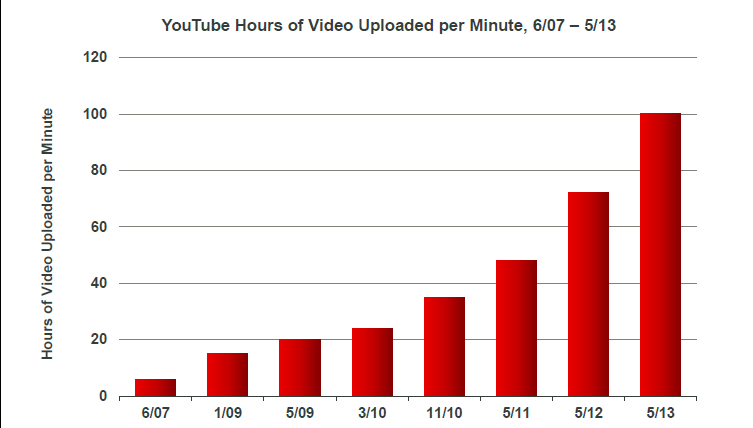 YouTube Hours of Video Uploaded per Minute, 6/07 – 5/13
Hours of Video Uploaded per Minute
120
100
80
60
40
20
0
6/07 1/09 5/09 3/10 11/10 5/11 5/12 5/13